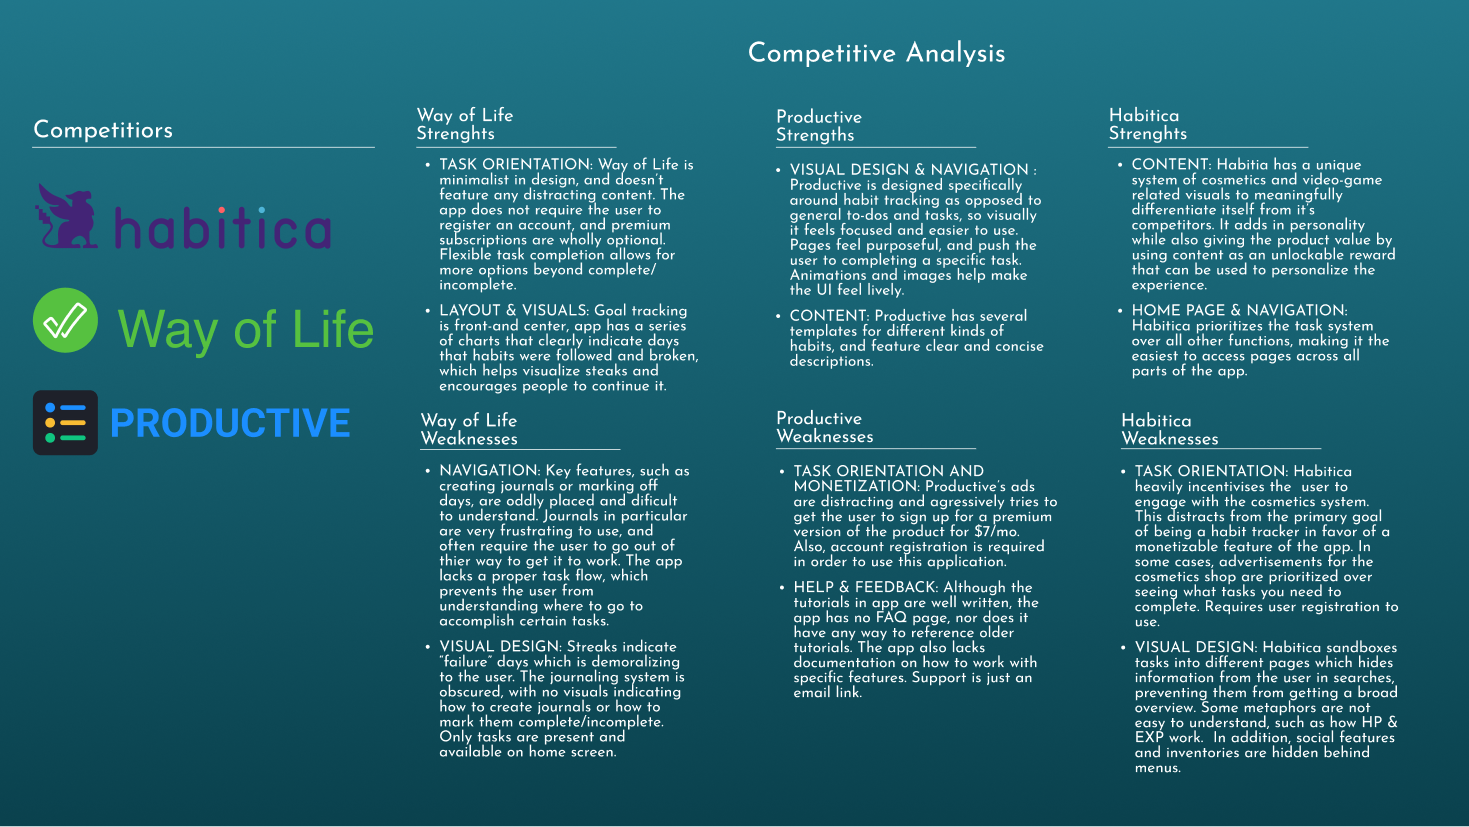 Competitive Analysis
Competitiors
habitica
Way of Life
PRODUCTIVE
Way of Life
Strenghts
• TASK ORIENTATION: Way of Life is
minimalist in design, and doesn't
feature any distracting content. The
app does not require the user to
register an account, and premium
subscriptions are wholly optional.
Flexible task completion allows for
more options beyond complete/
incomplete.
• LAYOUT & VISUALS: Goal tracking
is front-and center, app has a series
of charts that clearly indicate days
that habits were followed and broken,
which helps visualize steaks and
encourages people to continue it.
Way of Life
Weaknesses
• NAVIGATION: Key features, such as
creating journals or marking off
days, are oddly placed and dificult
to understand. Journals in particular
are very frustrating to use, and
often require the user to go out of
thier way to get it to work. The app
lacks a proper task flow, which
prevents the user from
understanding where to go to
accomplish certain tasks.
• VISUAL DESIGN: Streaks indicate
"failure" days which is demoralizing
to the user. The journaling system is
obscured, with no visuals indicating
how to create journals or how to
mark them complete/incomplete.
Only tasks are present and
available on home screen.
Productive
Strengths
• VISUAL DESIGN & NAVIGATION :
Productive is designed specifically
around habit tracking as opposed to
general to-dos and tasks, so visually
it feels focused and easier to use.
Pages feel purposeful, and push the
user to completing a specific task.
Animations and images help make
the UI feel lively.
• CONTENT: Productive has several
templates for different kinds of
habits, and feature clear and concise
descriptions.
Productive
Weaknesses
• TASK ORIENTATION AND
MONETIZATION: Productive's ads
are distracting and agressively tries to
get the user to sign up for a premium
version of the product for $7/mo.
Also, account registration is required
in order to use this application.
• HELP & FEEDBACK: Although the
tutorials in app are well written, the
app has no FAQ page, nor does it
have any way to reference older
tutorials. The app also lacks
documentation on how to work with
specific features. Support is just an
email link.
Habitica
Strenghts
• CONTENT: Habitia has a unique
system of cosmetics and video-game
related visuals to meaningfully
differentiate itself from it's
competitors. It adds in personality
while also giving the product value by
using content as an unlockable reward
that can be used to personalize the
experience.
• HOME PAGE & NAVIGATION:
Habitica prioritizes the task system
over all other functions, making it the
easiest to access pages across all
parts of the app.
Habitica
Weaknesses
• TASK ORIENTATION: Habitica
heavily incentivises the  user to
engage with the cosmetics system.
This distracts from the primary goal
of being a habit tracker in favor of a
monetizable feature of the app. In
some cases, advertisements for the
cosmetics shop are prioritized over
seeing what tasks you need to
complete. Requires user registration to
use.
• VISUAL DESIGN: Habitica sandboxes
tasks into different pages which hides
information from the user in searches,
preventing them from getting a broad
overview. Some metaphors are not
easy to understand, such as how HP &
EXP work.  In addition, social features
and inventories are hidden behind
menus.